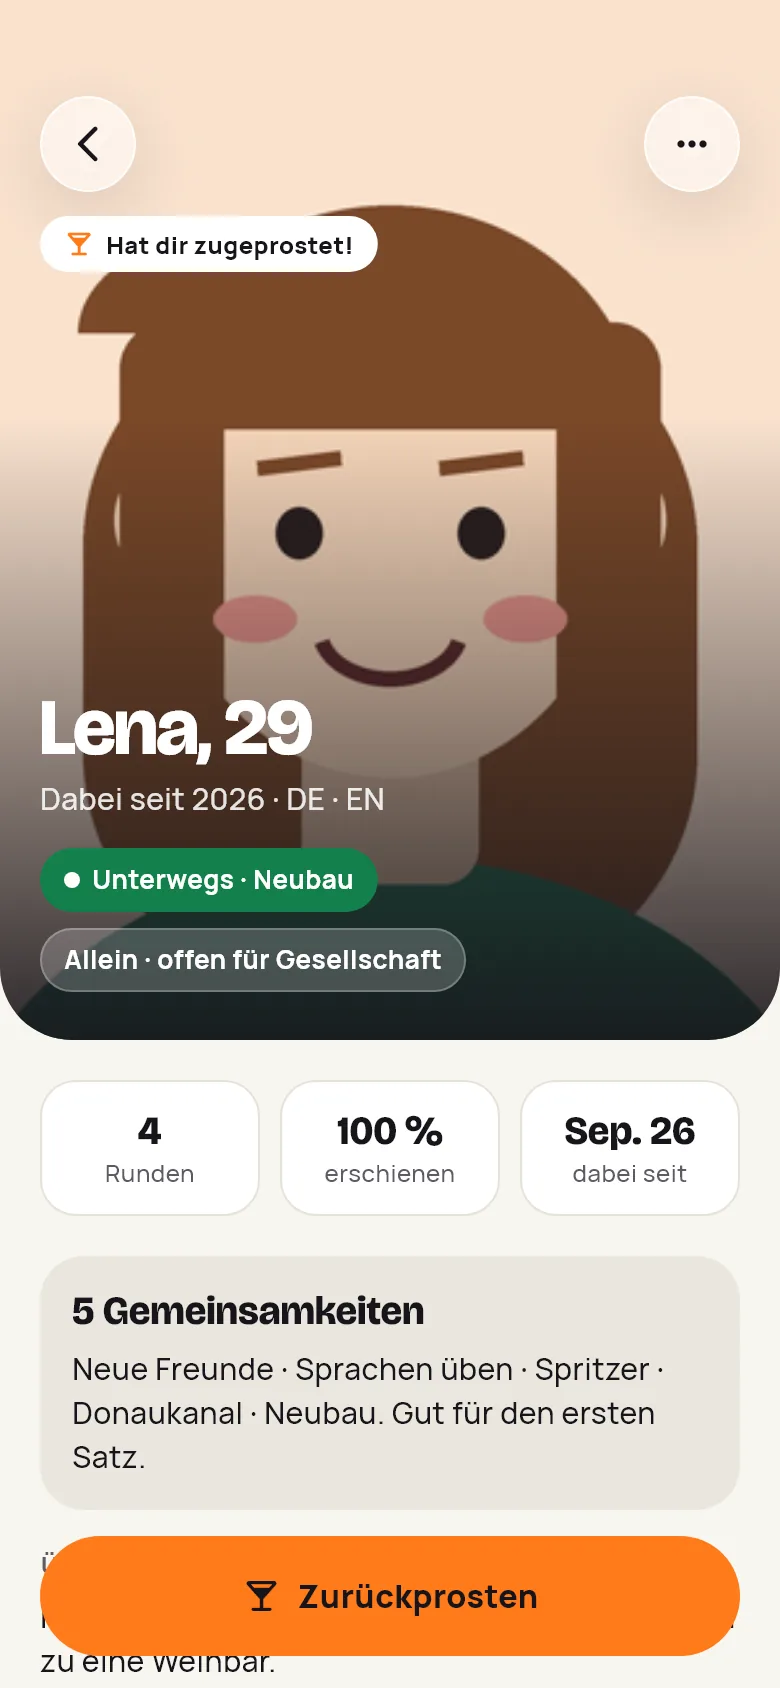 Hat dir zugeprostet!
Lena, 29
Dabei seit 2026 · DE · EN
Unterwegs · Neubau
Allein · offen für Gesellschaft
4
Runden
100 %
erschienen
Sep. 26
dabei seit
5 Gemeinsamkeiten
Neue Freunde · Sprachen üben · Spritzer ·
Donaukanal · Neubau. Gut für den ersten
Satz.
Zurückprosten
zu eine Weinbar.